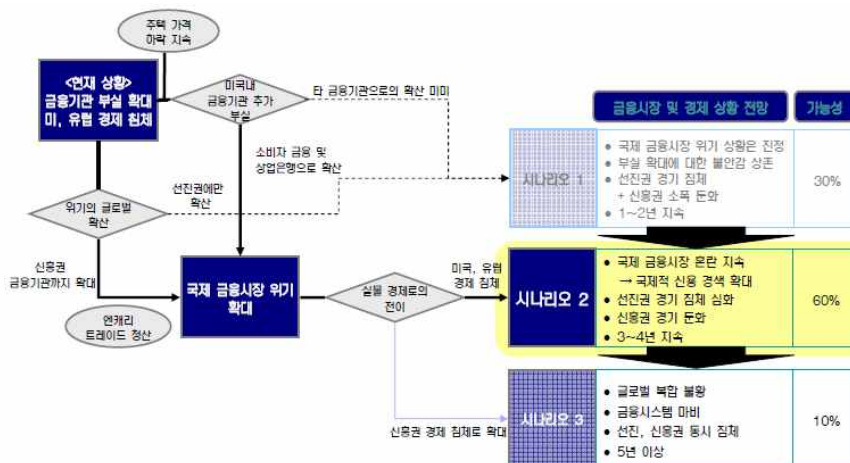 주택 가격
하락 지속
<현재 상황>
금융기관 부실 확대
미, 유럽 경제 침체
미국내
금융기관 추가
부실
타 금융기관으로의 확산 미미
소비자 금융 및
상업은행으로 확산
선진권에만
확산
위기의 글로벌
확산
신흥권
금융기관까지 확대
엔캐리
트레이드 청산
국제 금융시장 위기
확대
실물 경제로의
전이
미국, 유럽
경제 침체
신흥권 경제 침체로 확대
금융시장 및 경제 상황 전망
가능성
시나리오 1
• 국제 금융시장 위기 상황은 진정
• 부실 확대에 대한 불안감 상존
• 선진권 경기 침체
+ 신흥권 소폭 둔화
• 1~2년 지속
30%
시나리오 2
• 국제 금융시장 혼란 지속
→ 국제적 신용 경색 확대
• 선진권 경기 침체 심화
• 신흥권 경기 둔화
• 3~4년 지속
60%
시나리오 3
• 글로벌 복합 불황
• 금융시스템 마비
• 선진, 신흥권 동시 침체
• 5년 이상
10%